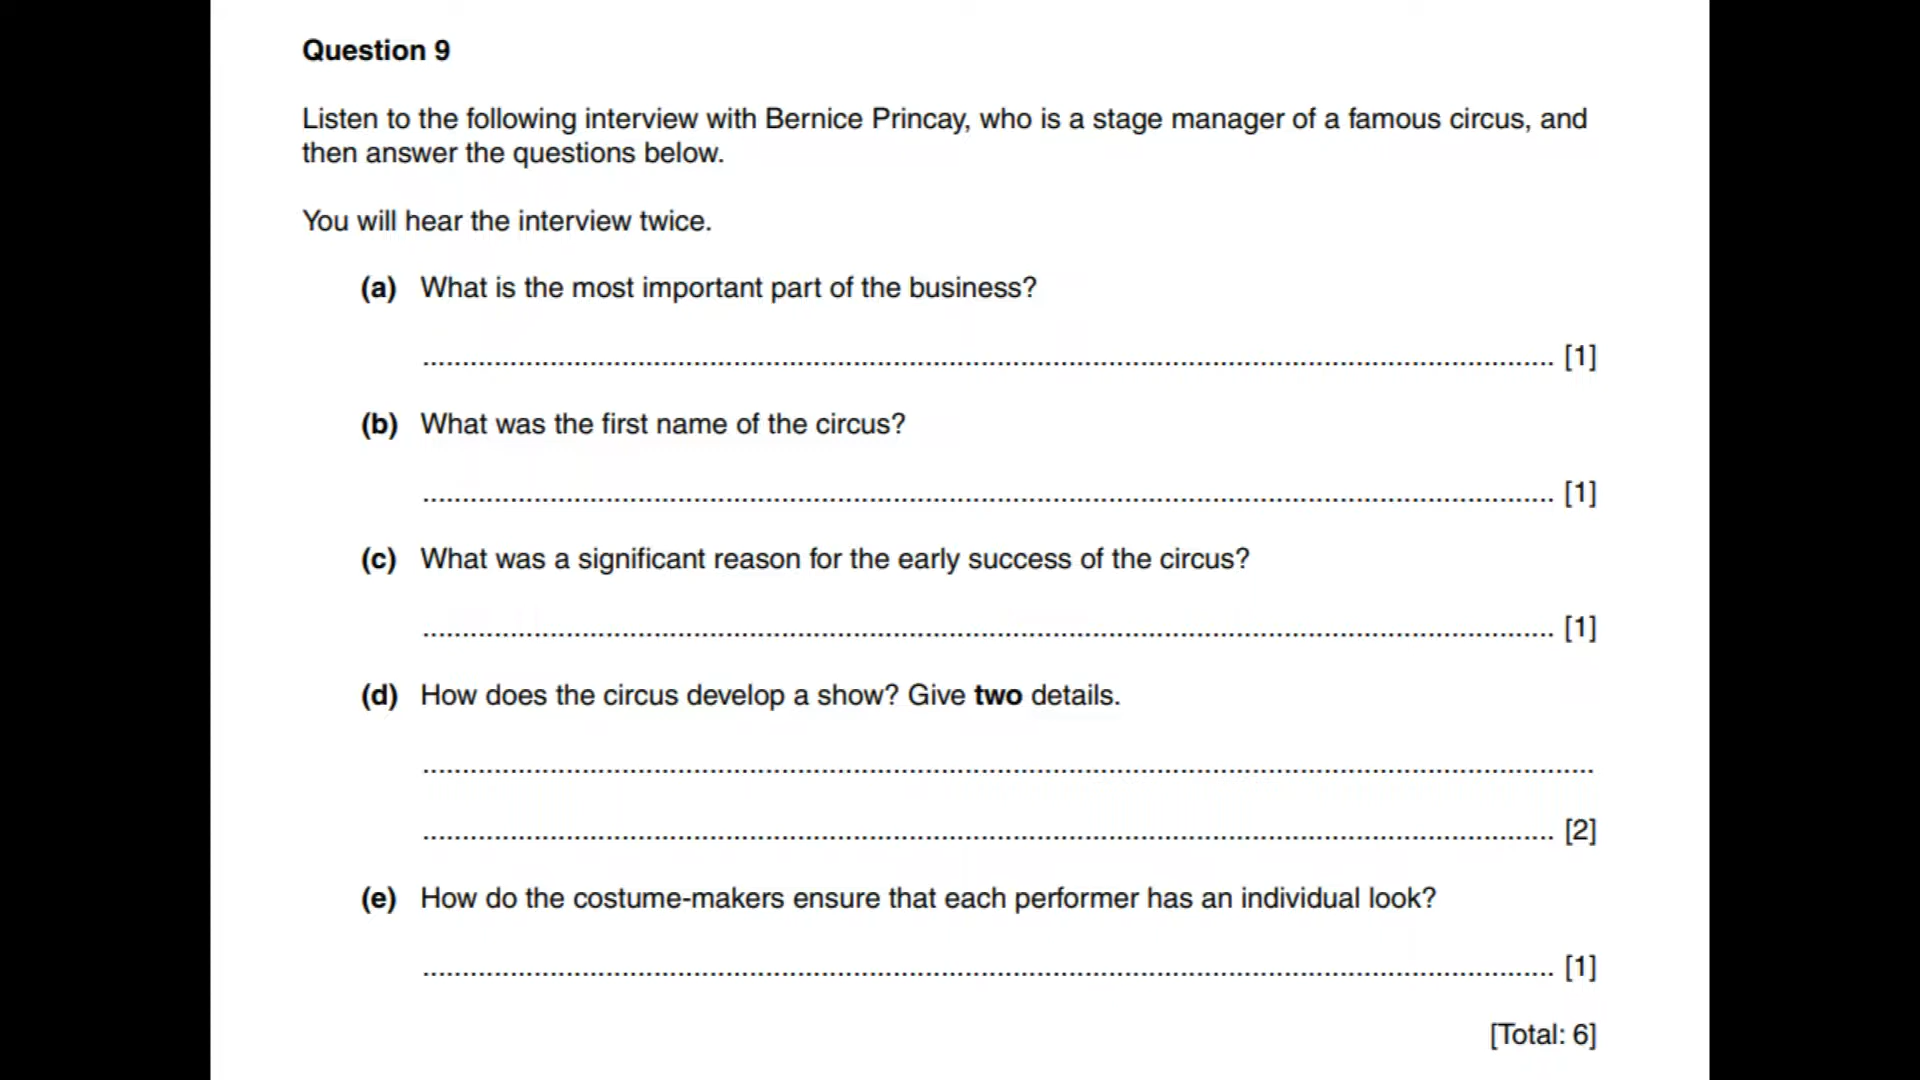 Question 9
Listen to the following interview with Bernice Princay, who is a stage manager of a famous circus, and
then answer the questions below.
You will hear the interview twice.
(a) What is the most important part of the business?
.......................................................................................................................................... [1]
(b) What was the first name of the circus?
.......................................................................................................................................... [1]
(c) What was a significant reason for the early success of the circus?
.......................................................................................................................................... [1]
(d) How does the circus develop a show? Give two details.
...............................................................................................................................................
.......................................................................................................................................... [2]
(e) How do the costume-makers ensure that each performer has an individual look?
.......................................................................................................................................... [1]
[Total: 6]